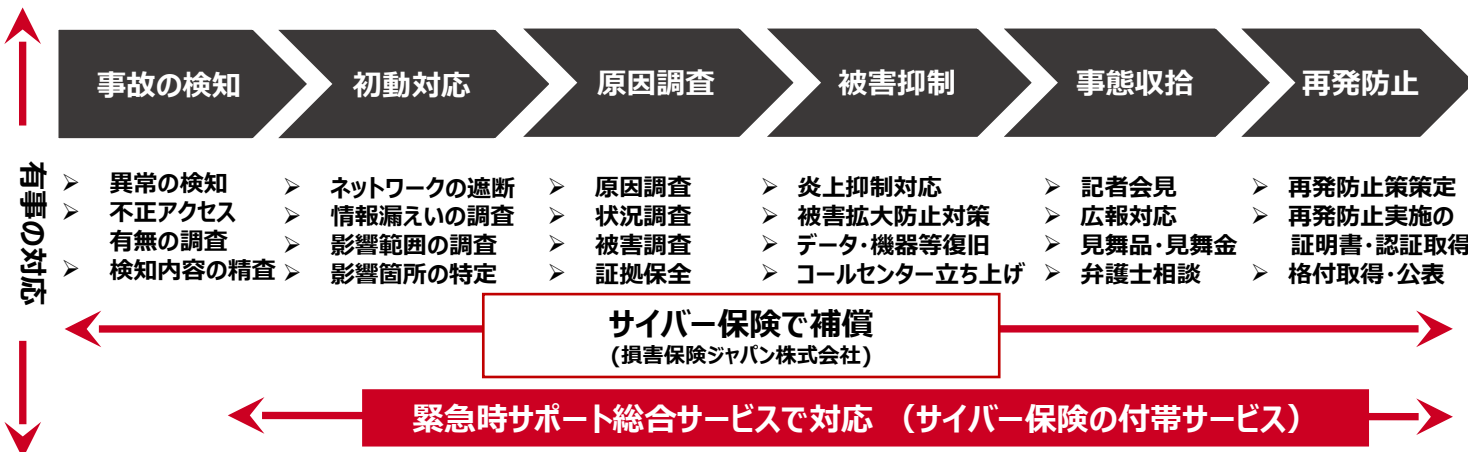 事故の検知
初動対応
原因調査
被害抑制
事態収拾
再発防止
有事の対応
➢ 異常の検知
➢ 不正アクセス
有無の調査
➢ 検知内容の精査
➢ ネットワークの遮断
➢ 情報漏えいの調査
➢ 影響範囲の調査
➢ 影響箇所の特定
➢ 原因調査
➢ 状況調査
➢ 被害調査
➢ 証拠保全
➢ 炎上抑制対応
➢ 被害拡大防止対策
➢ データ・機器等復旧
➢ コールセンター立ち上げ
➢ 記者会見
➢ 広報対応
➢ 見舞品・見舞金
➢ 弁護士相談
➢ 再発防止策策定
➢ 再発防止実施の
証明書・認証取得
➢ 格付取得・公表
サイバー保険で補償
(損害保険ジャパン株式会社)
緊急時サポート総合サービスで対応 （サイバー保険の付帯サービス）